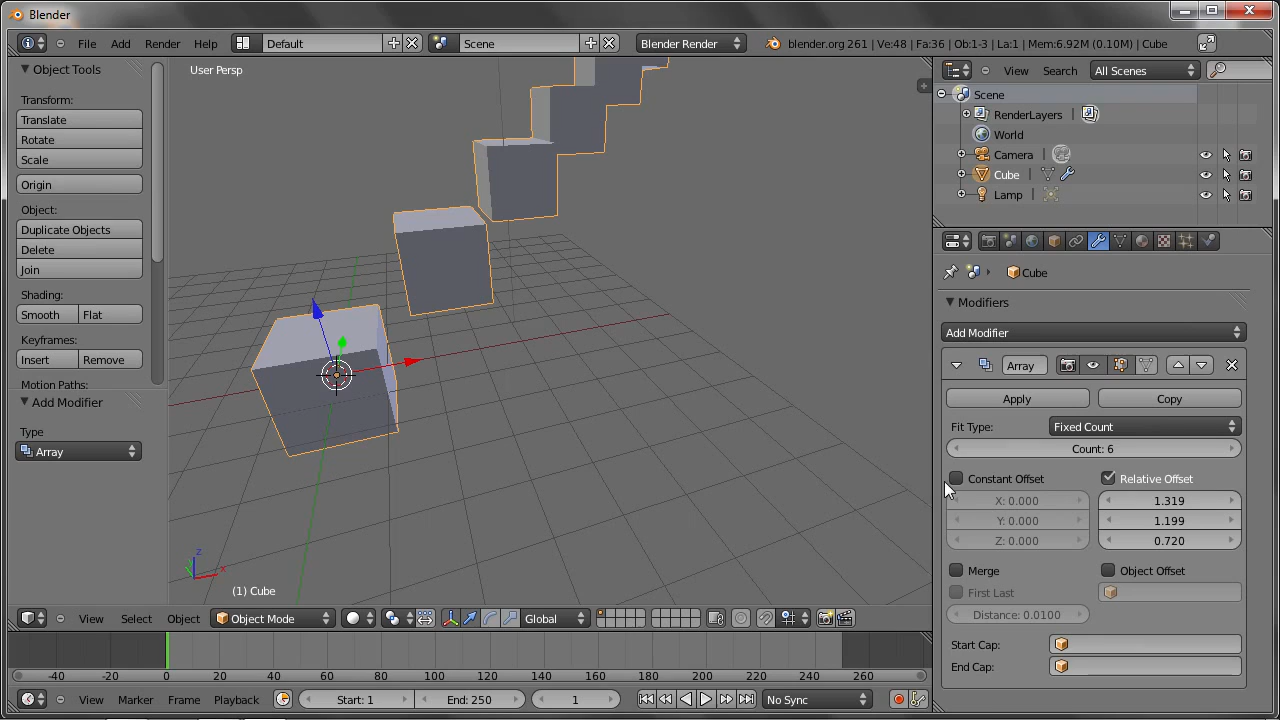 Blender
File Add Render Help Default Scene Blender Render blender.org 261 | Ve:48 | Fa:36 | Ob:1-3 | La:1 | Mem:6.92M (0.10M) | Cube
Object Tools
Transform:
Translate
Rotate
Scale
Origin
Object:
Duplicate Objects
Delete
Join
Shading:
Smooth Flat
Keyframes:
Insert Remove
Motion Paths:
Add Modifier
Type
Array
User Persp
z
y
x
(1) Cube
View Select Object Object Mode Global
-40 -20 0 20 40 60 80 100 120 140 160 180 200 220 240 260
View Marker Frame Playback Start: 1 End: 250 1 No Sync
View Search All Scenes
Scene
RenderLayers |
World
Camera |
Cube |
Lamp |
Cube
Modifiers
Add Modifier
Array
Apply Copy
Fit Type: Fixed Count
Count: 6
Constant Offset Relative Offset
X: 0.000 1.319
Y: 0.000 1.199
Z: 0.000 0.720
Merge Object Offset
First Last
Distance: 0.0100
Start Cap:
End Cap: